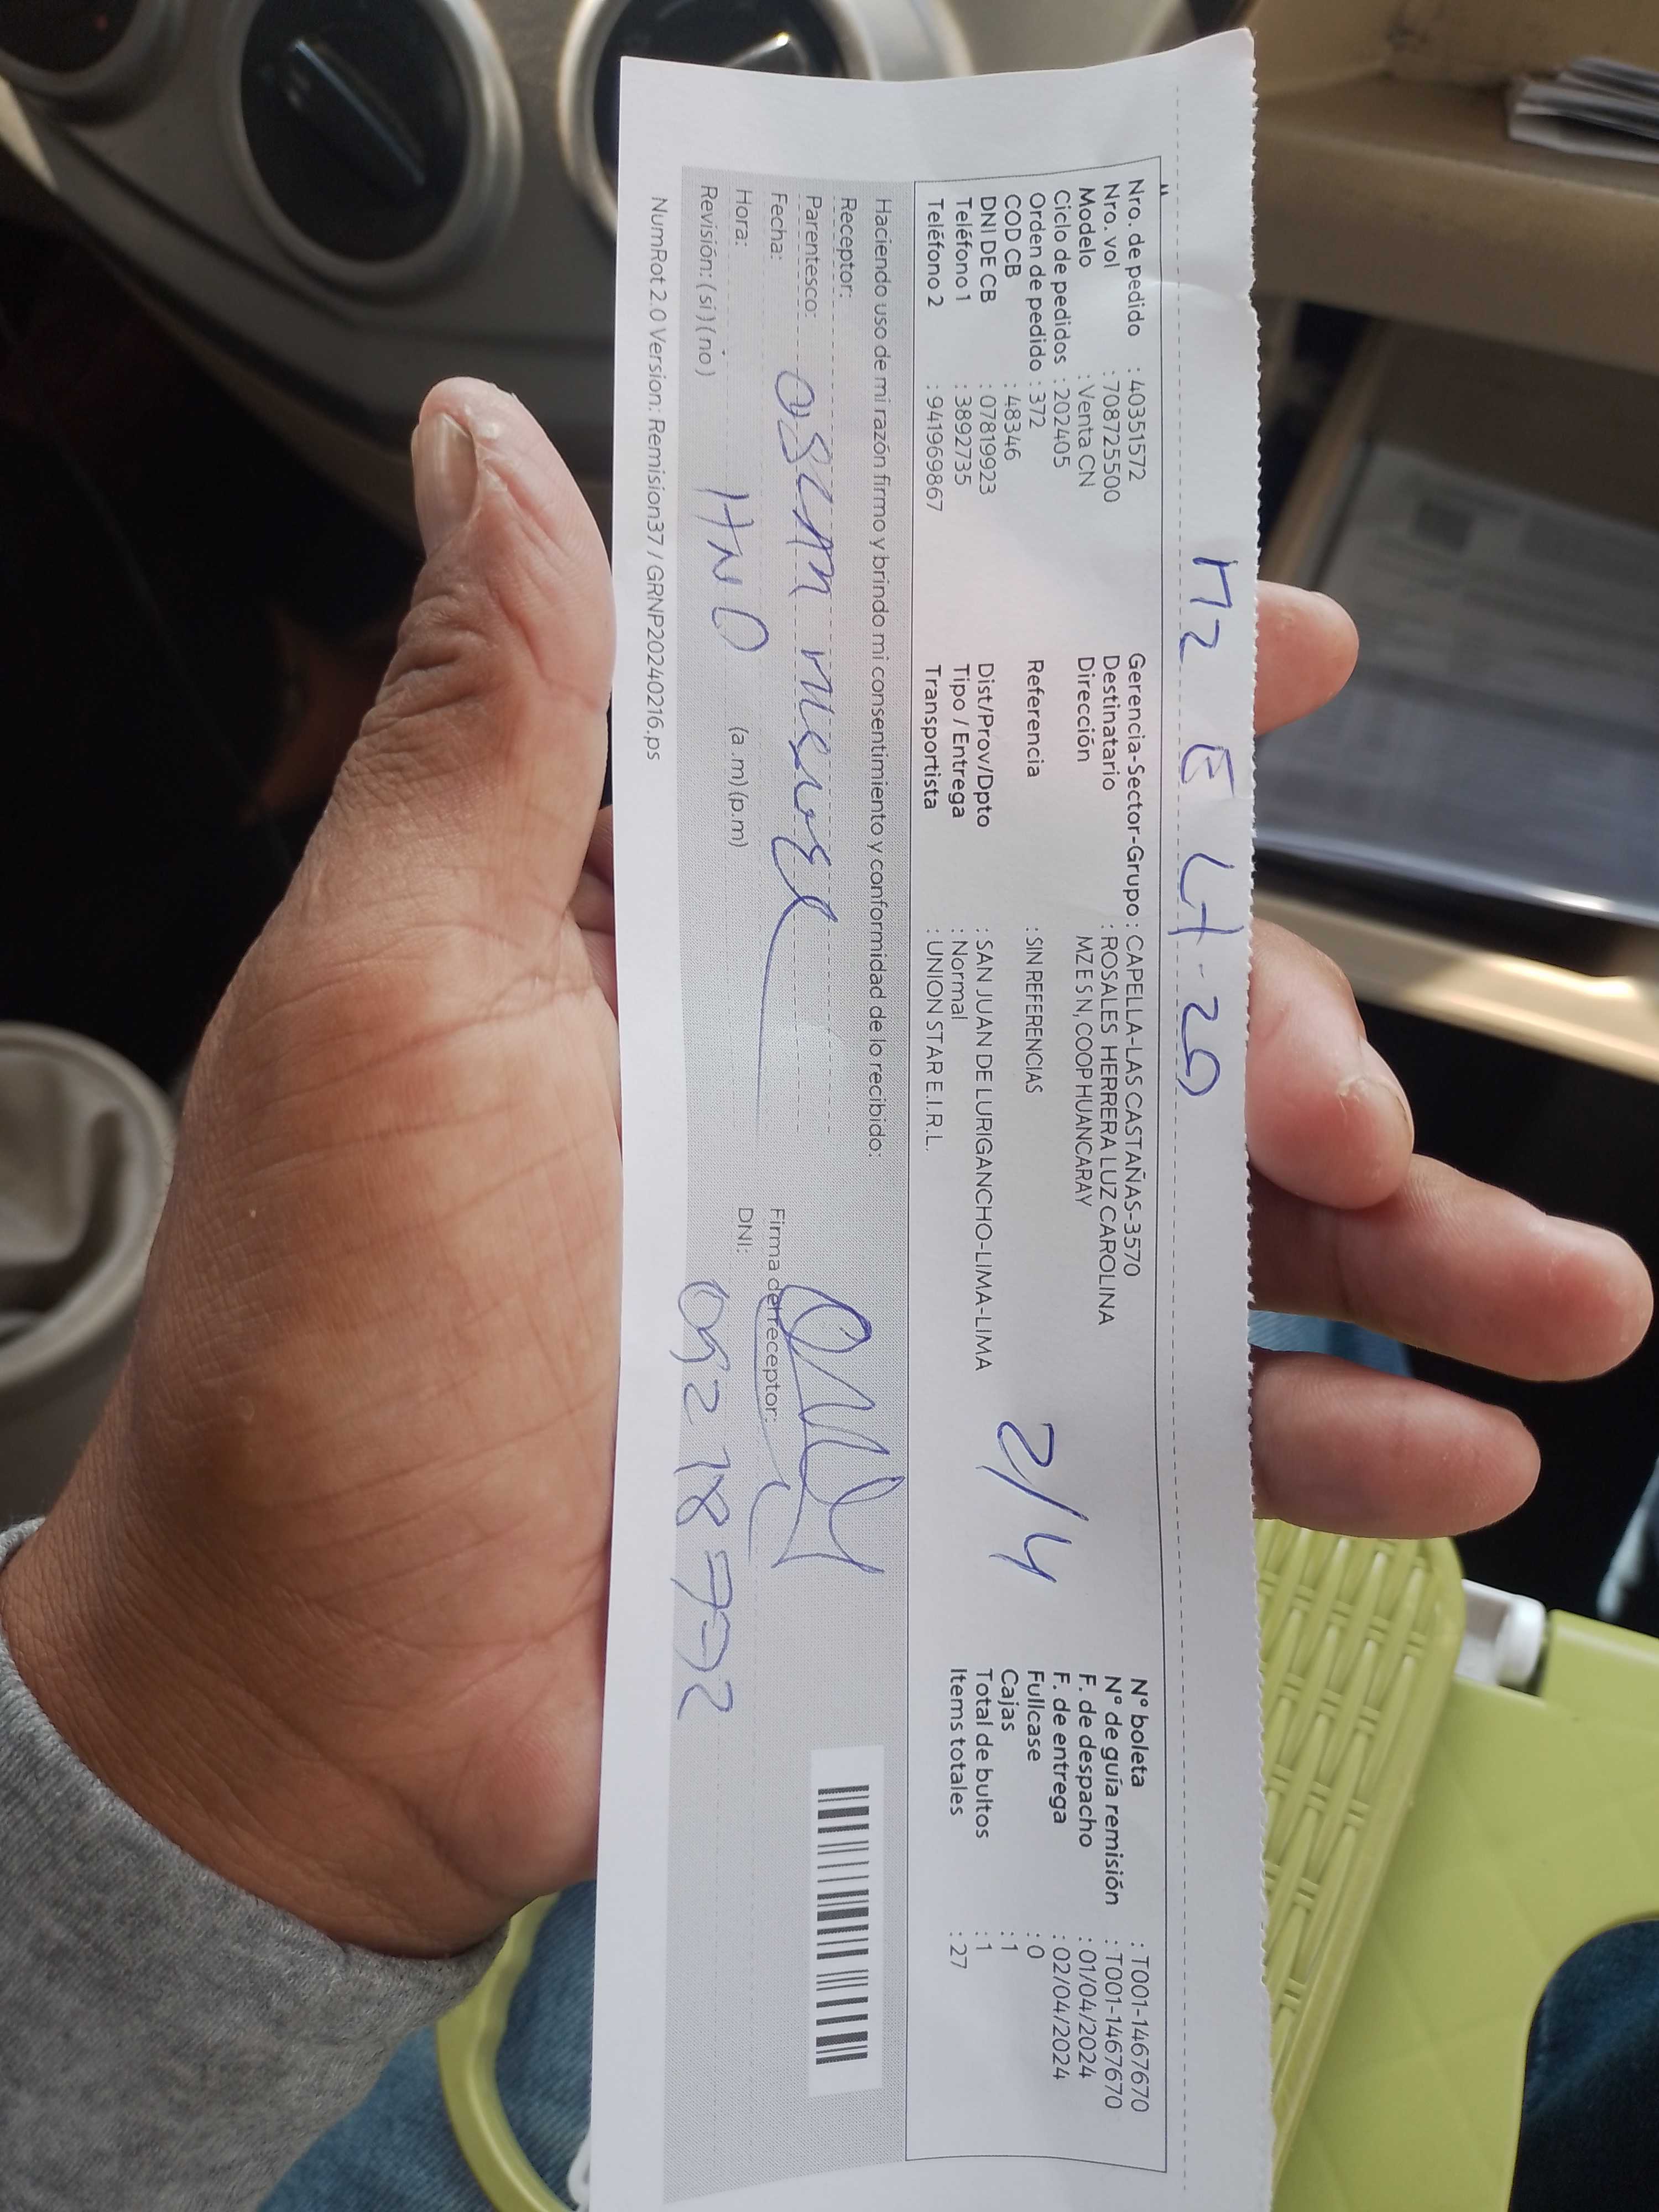 Mz E Lt-29
Nro. de pedido : 40351572
Nro. vol : 708725500
Modelo : Venta CN
Ciclo de pedidos : 202405
Orden de pedido : 372
COD CB : 48346
DNI DE CB : 07819923
Teléfono 1 : 3892735
Teléfono 2 : 941969867
Gerencia-Sector-Grupo : CAPELLA-LAS CASTAÑAS-3570
Destinatario : ROSALES HERRERA LUZ CAROLINA
Dirección MZ E S N, COOP HUANCARAY
Referencia : SIN REFERENCIAS
Dist/Prov/Dpto : SAN JUAN DE LURIGANCHO-LIMA-LIMA
Tipo / Entrega : Normal
Transportista : UNION STAR E.I.R.L.
2/4
N° boleta : T001-1467670
N° de guía remisión : T001-1467670
F. de despacho : 01/04/2024
F. de entrega : 02/04/2024
Fullcase : 0
Cajas : 1
Total de bultos : 1
Items totales : 27
Haciendo uso de mi razón firmo y brindo mi consentimiento y conformidad de lo recibido:
Receptor:
Parentesco:
Fecha:
Hora: (a.m) (p.m)
Revisión: ( si ) ( no )
HNO
Firma del receptor:
DNI:
NumRot 2.0 Version: Remision37 / GRNP20240216.ps